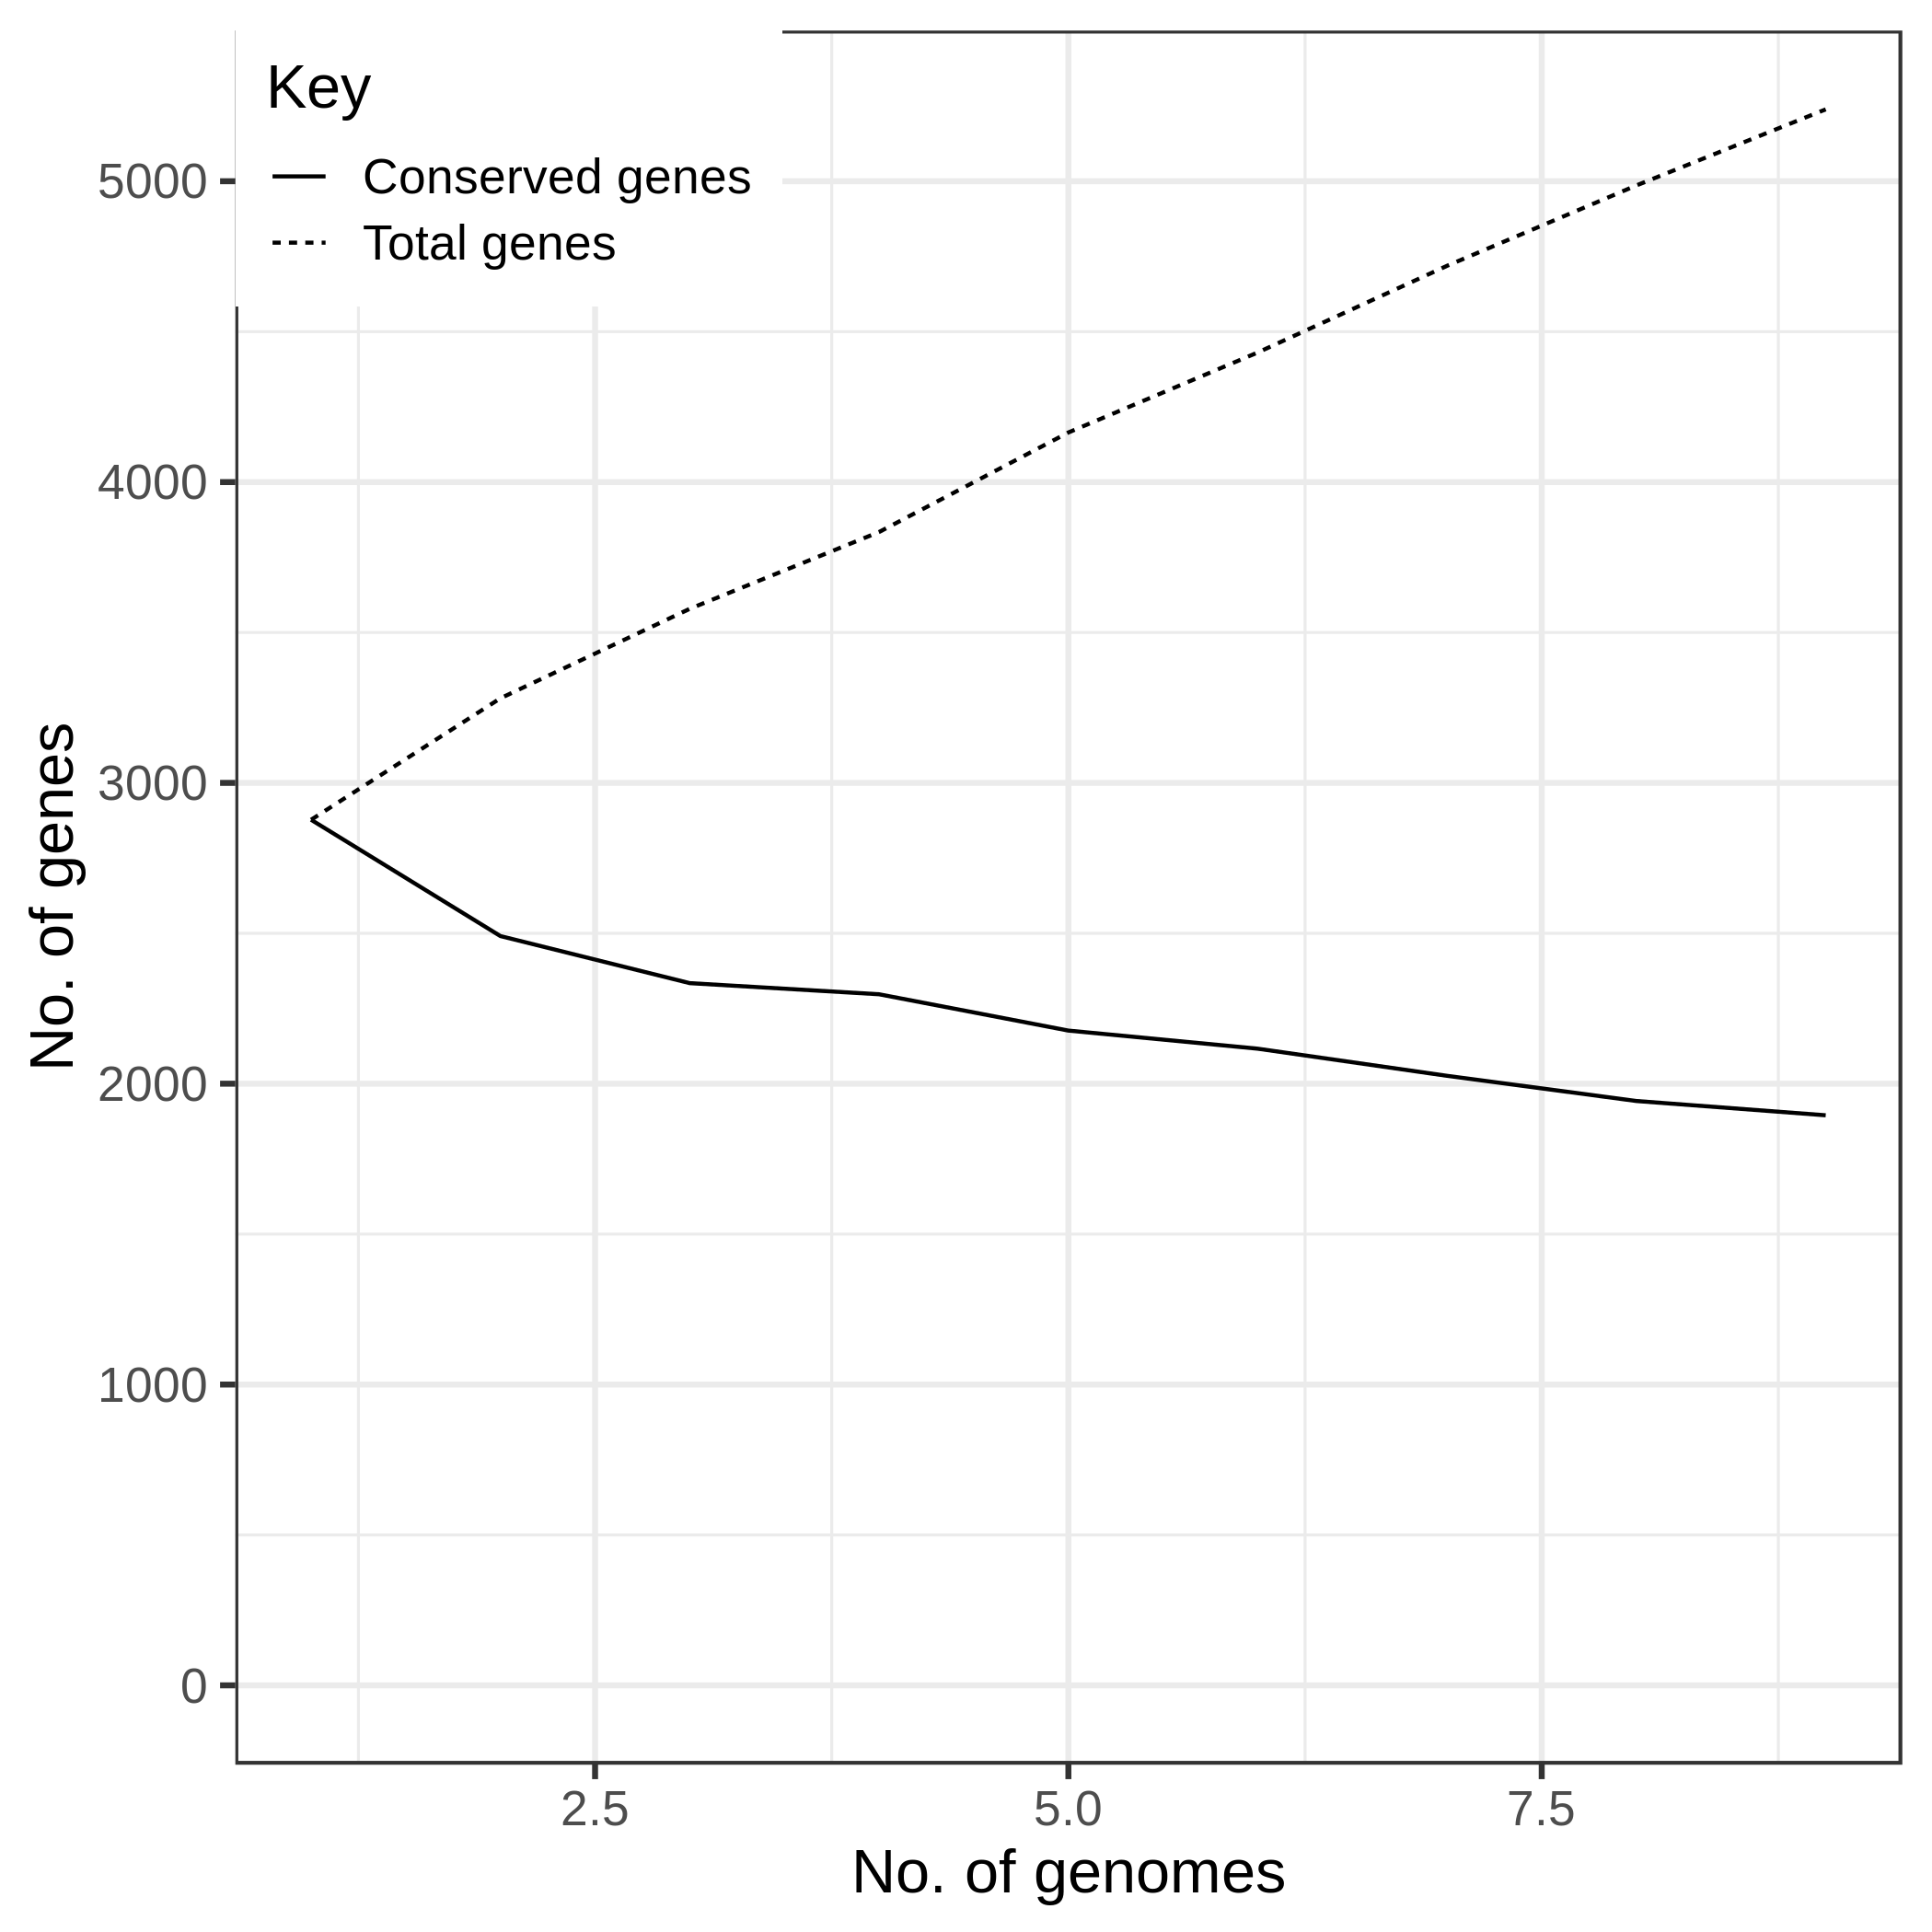 Key
Conserved genes
Total genes
No. of genes
5000
4000
3000
2000
1000
0
2.5
5.0
7.5
No. of genomes